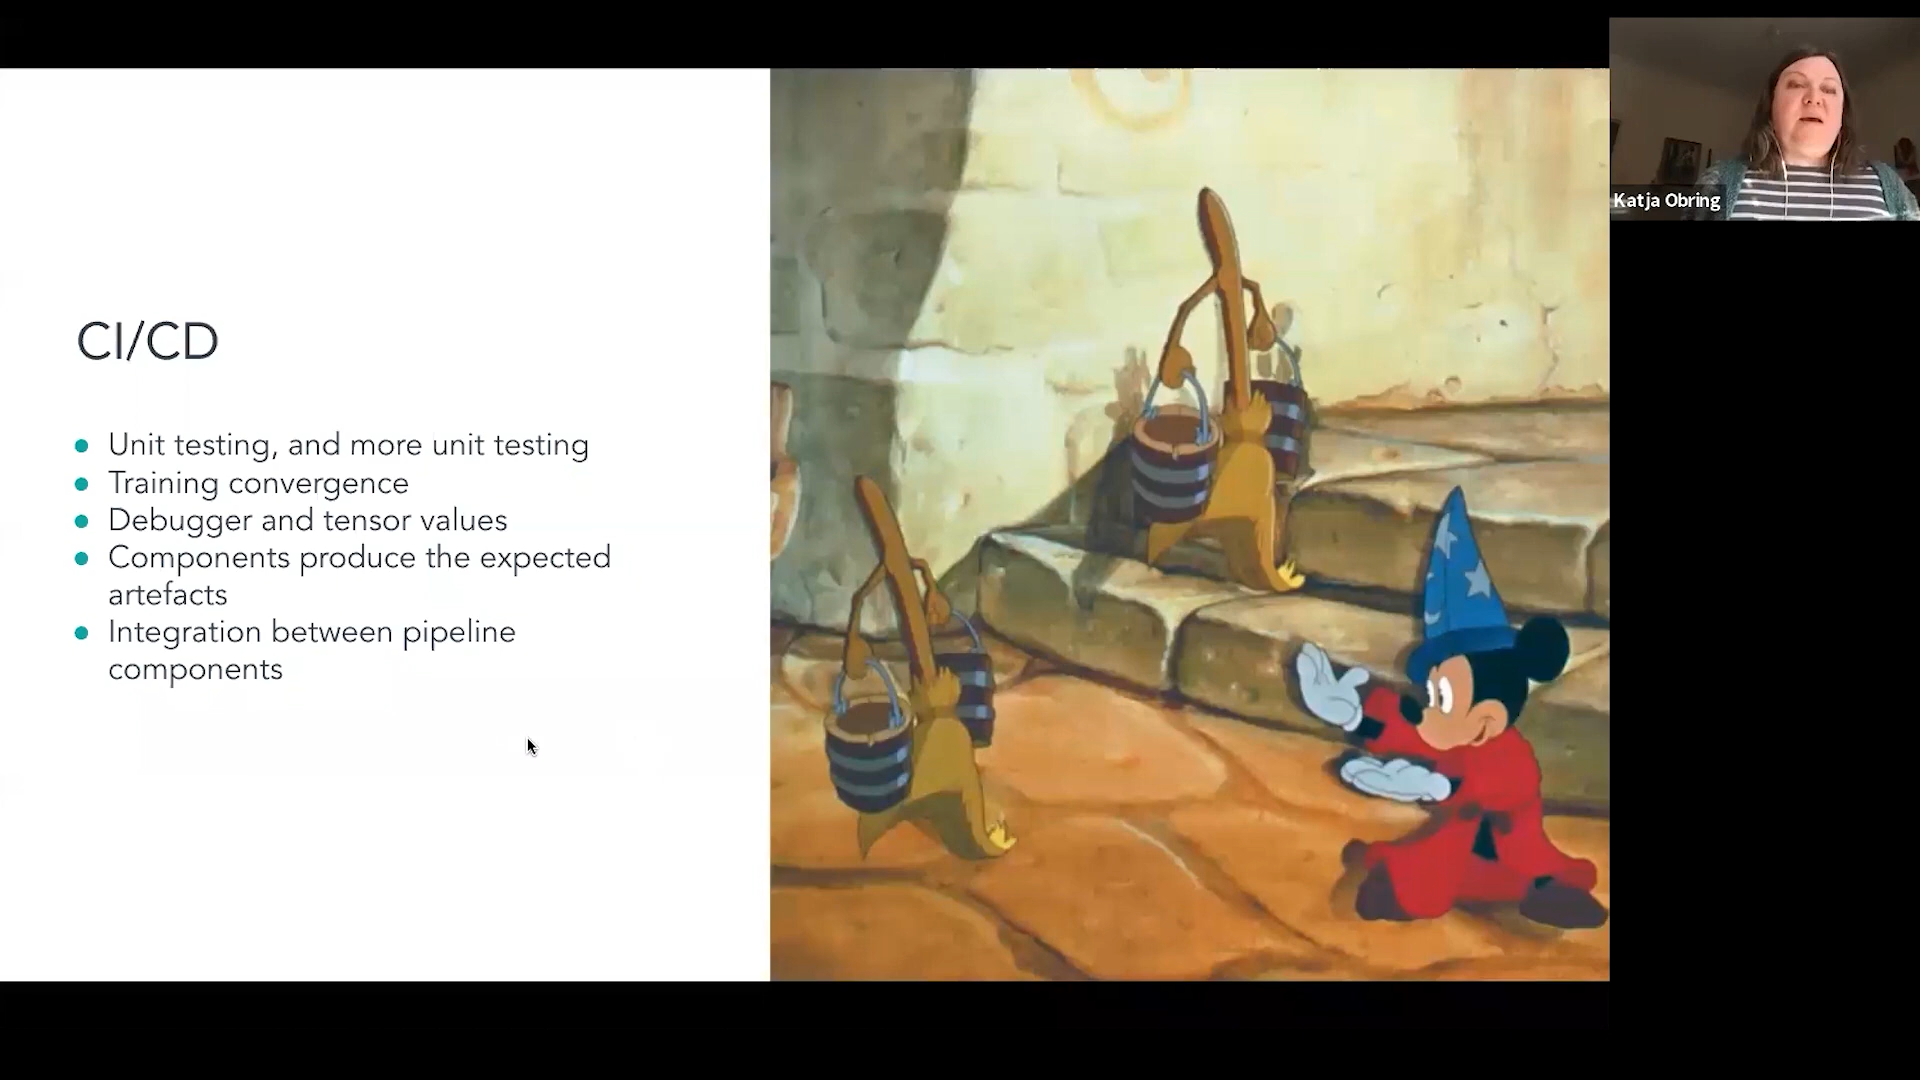 CI/CD
Unit testing, and more unit testing
Training convergence
Debugger and tensor values
Components produce the expected
artefacts
Integration between pipeline
components
Katja Obring